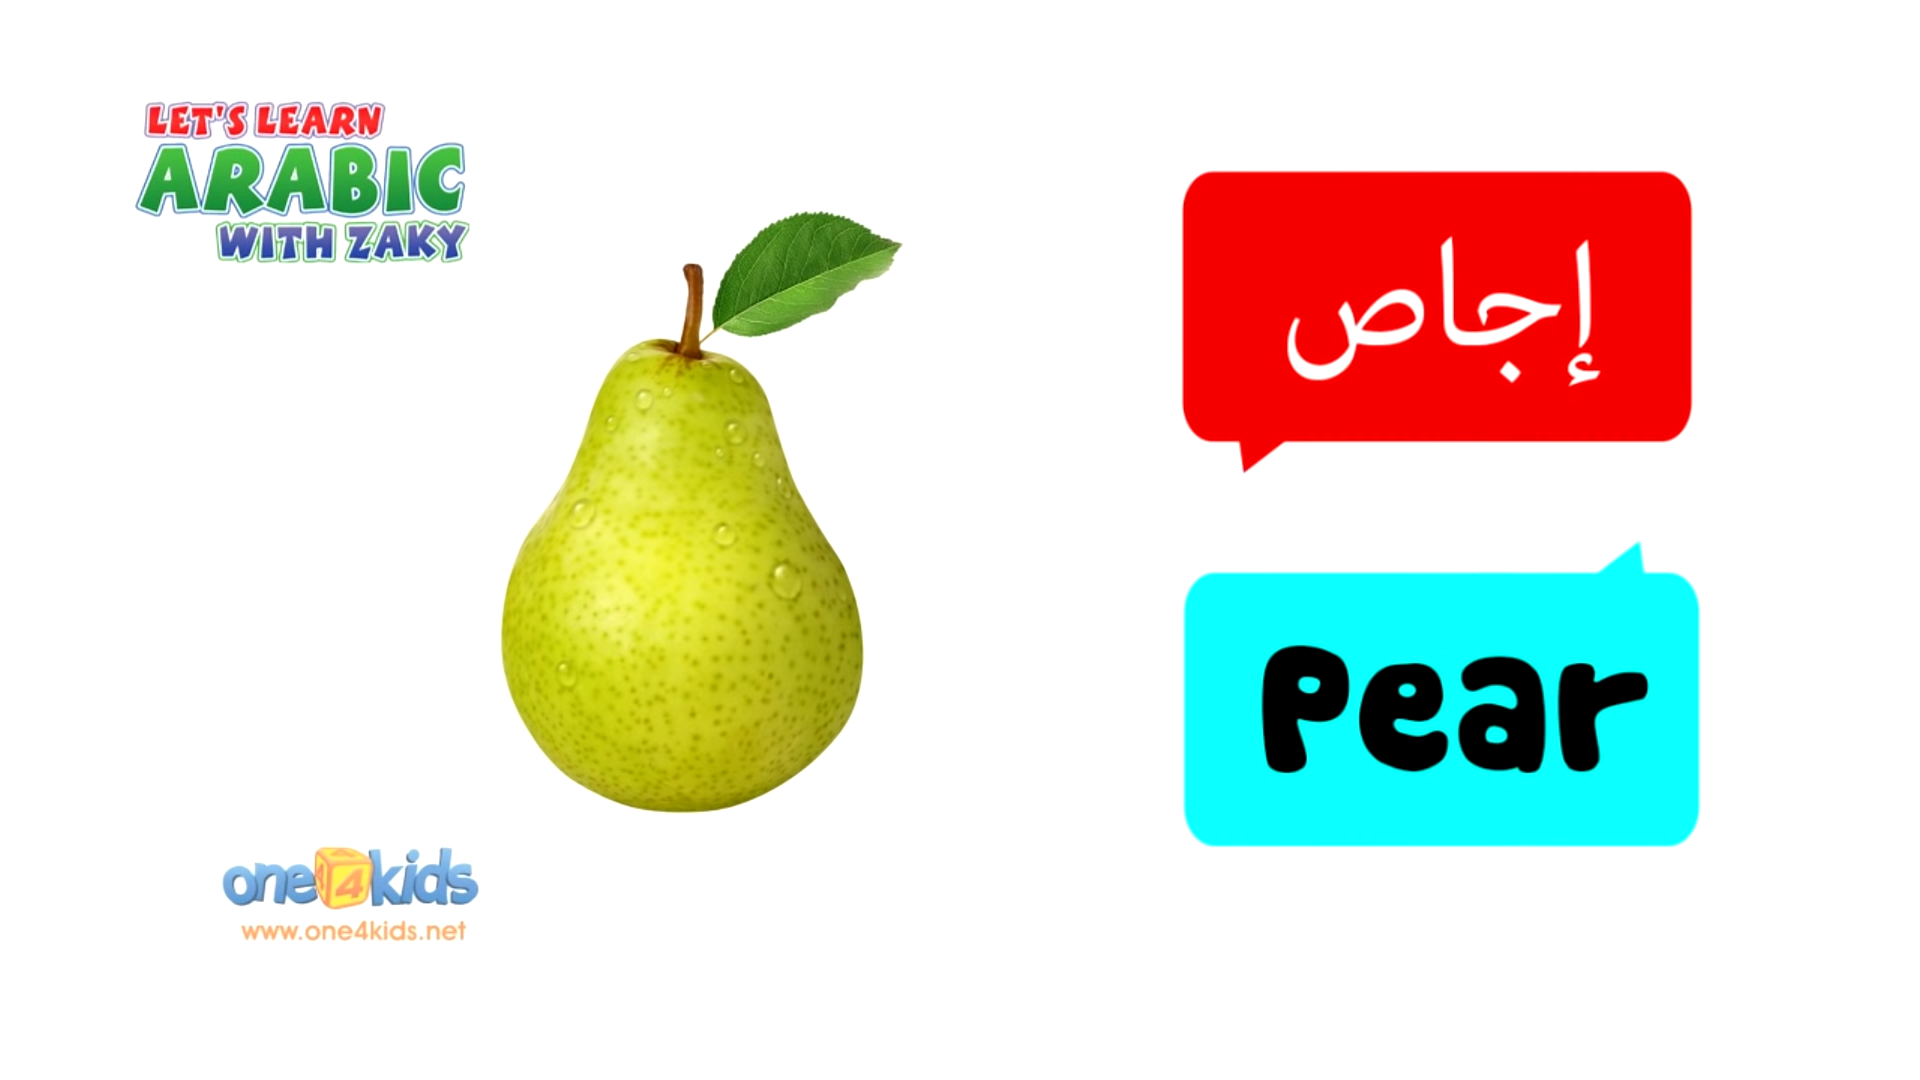 LET'S LEARN
ARABIC
WITH ZAKY
إجاص
Pear
one4kids
www.one4kids.net